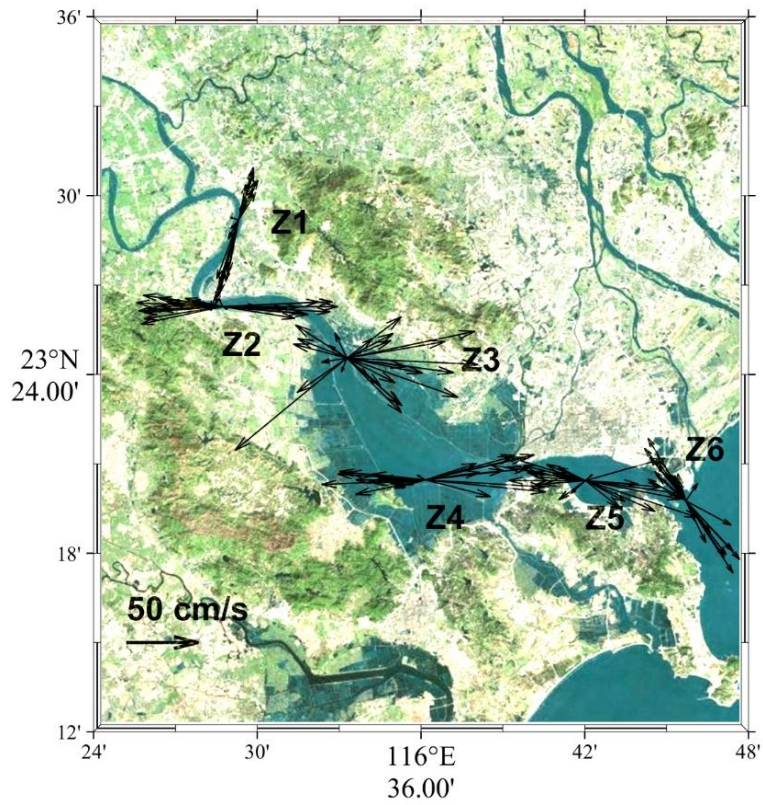 36'
30'
Z1
Z2
Z3
23°N
24.00'
Z6
Z4
Z5
18'
50 cm/s
12'
24'
30'
116°E
42'
48'
36.00'